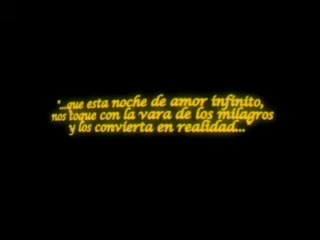 "...que esta noche de amor infinito,
nos toque con la vara de los milagros
y los convierta en realidad..."